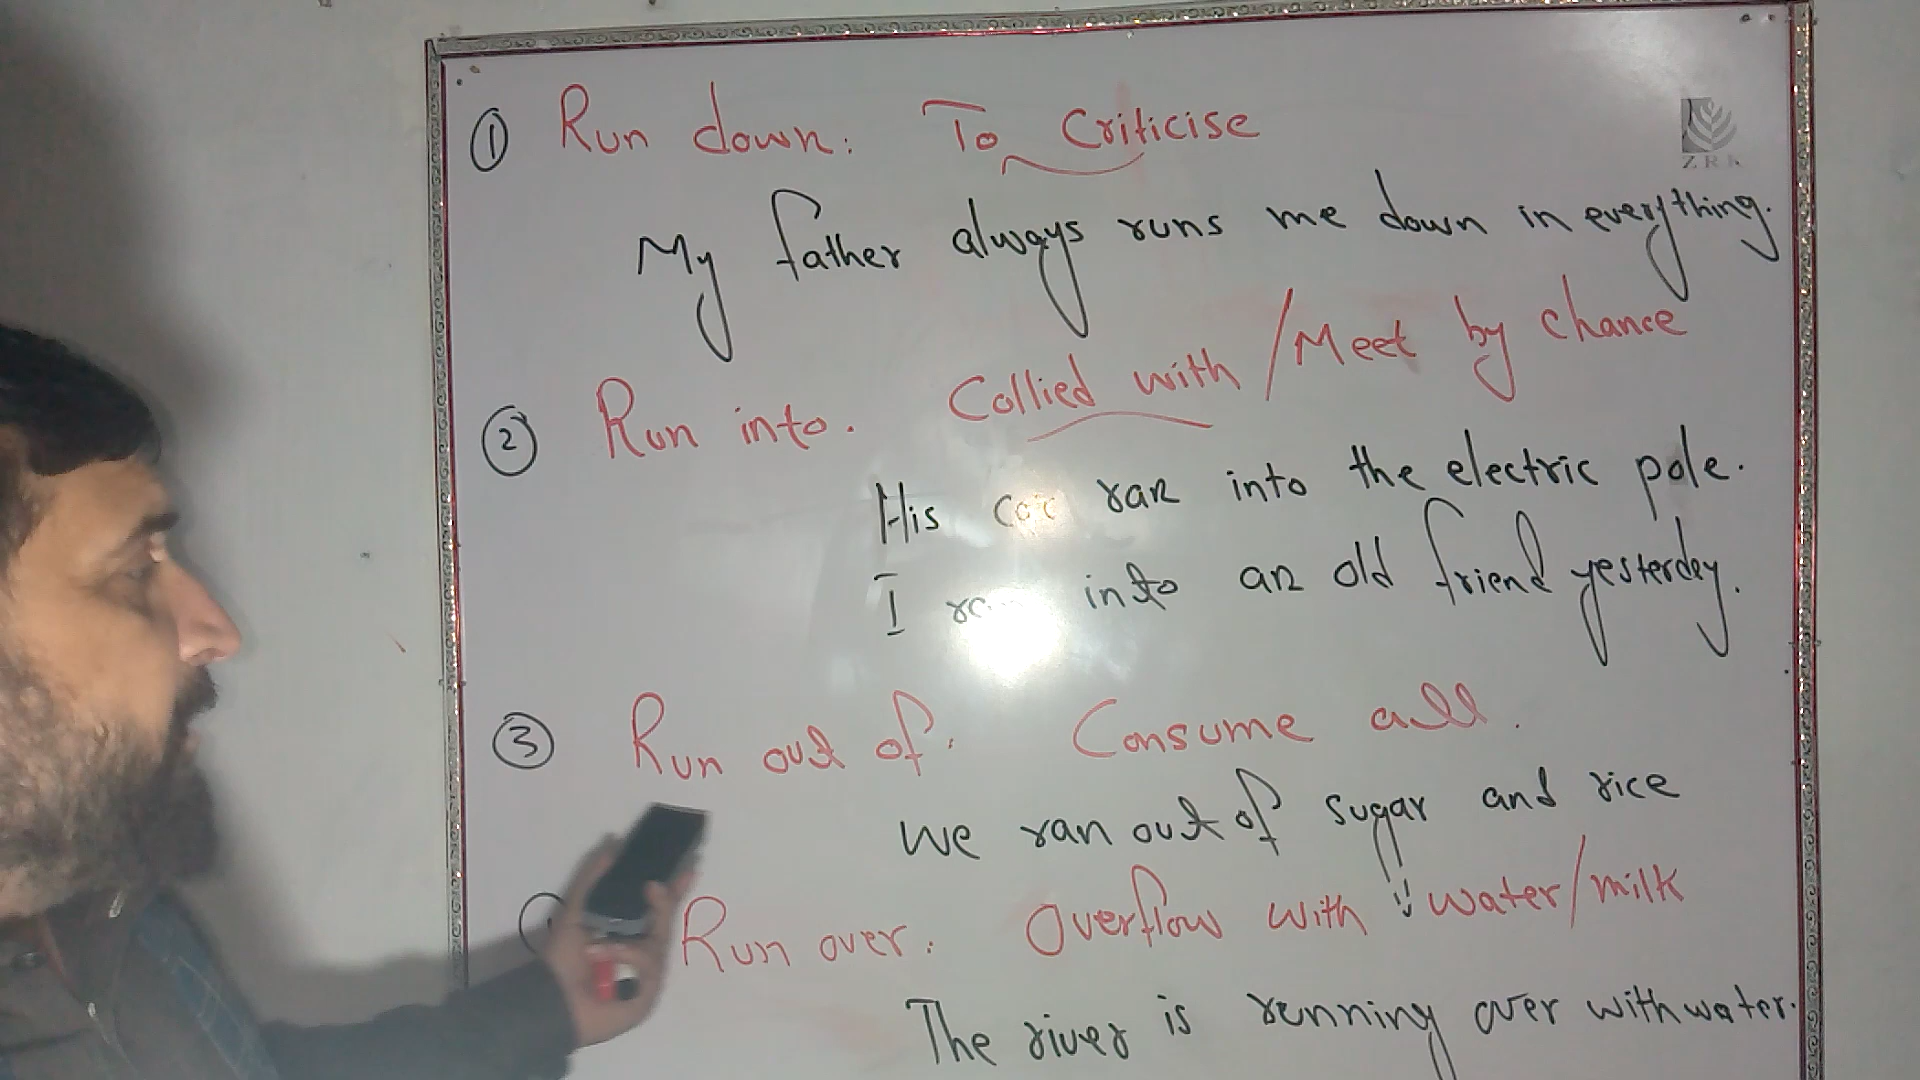 ① Run down: To Criticise
ZRK
My father always runs me down in everything.
② Run into. Collied with / Meet by chance
His car ran into the electric pole.
I into an old friend yesterday.
③ Run out of: Consume all.
We ran out of sugar and rice
Run over: Overflow with water/milk
The river is running over with water.